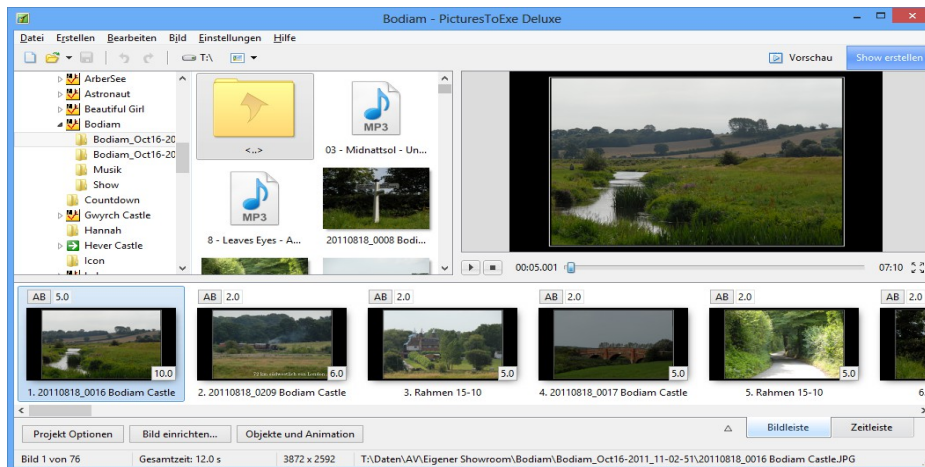 Bodiam - PicturesToExe Deluxe
Datei Erstellen Bearbeiten Bild Einstellungen Hilfe
T:\ Vorschau Show erstellen
ArberSee
Astronaut
Beautiful Girl
Bodiam
Bodiam_Oct16-20
Bodiam_Oct16-20
Musik
Show
Countdown
Gwyrch Castle
Hannah
Hever Castle
Icon
<..>
MP3
03 - Midnattsol - Un...
MP3
8 - Leaves Eyes - A...
20110818_0008 Bodi...
00:05.001 07:10
AB 5.0 AB 2.0 AB 2.0 AB 2.0 AB 2.0 AB 2.0
10.0 6.0 5.0 5.0 5.0
1. 20110818_0016 Bodiam Castle 2. 20110818_0209 Bodiam Castle 3. Rahmen 15-10 4. 20110818_0017 Bodiam Castle 5. Rahmen 15-10 6.
Projekt Optionen Bild einrichten... Objekte und Animation Bildleiste Zeitleiste
Bild 1 von 76 Gesamtzeit: 12.0 s 3872 x 2592 T:\Daten\AV\Eigener Showroom\Bodiam\Bodiam_Oct16-2011_11-02-51\20110818_0016 Bodiam Castle.JPG